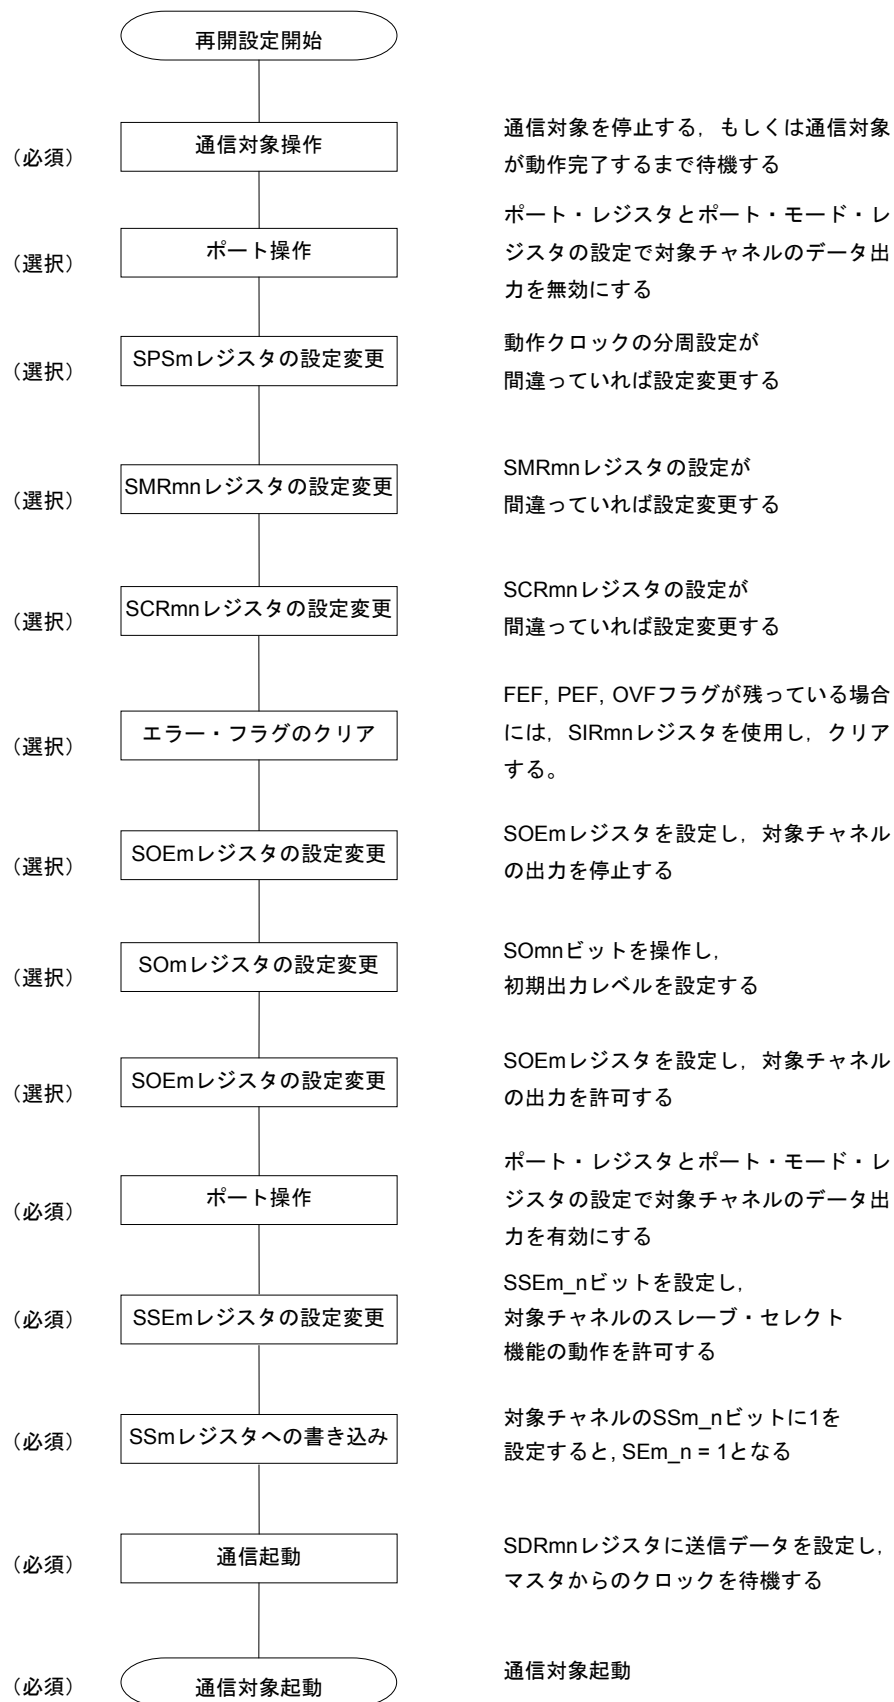 再開設定開始
（必須）
通信対象操作
通信対象を停止する，もしくは通信対象
が動作完了するまで待機する
（選択）
ポート操作
ポート・レジスタとポート・モード・レ
ジスタの設定で対象チャネルのデータ出
力を無効にする
（選択）
SPSmレジスタの設定変更
動作クロックの分周設定が
間違っていれば設定変更する
（選択）
SMRmnレジスタの設定変更
SMRmnレジスタの設定が
間違っていれば設定変更する
（選択）
SCRmnレジスタの設定変更
SCRmnレジスタの設定が
間違っていれば設定変更する
（選択）
エラー・フラグのクリア
FEF, PEF, OVFフラグが残っている場合
には，SIRmnレジスタを使用し，クリア
する。
（選択）
SOEmレジスタの設定変更
SOEmレジスタを設定し，対象チャネル
の出力を停止する
（選択）
SOmレジスタの設定変更
SOmnビットを操作し，
初期出力レベルを設定する
（選択）
SOEmレジスタの設定変更
SOEmレジスタを設定し，対象チャネル
の出力を許可する
（必須）
ポート操作
ポート・レジスタとポート・モード・レ
ジスタの設定で対象チャネルのデータ出
力を有効にする
（必須）
SSEmレジスタの設定変更
SSEm_nビットを設定し，
対象チャネルのスレーブ・セレクト
機能の動作を許可する
（必須）
SSmレジスタへの書き込み
対象チャネルのSSm_nビットに1を
設定すると, SEm_n = 1となる
（必須）
通信起動
SDRmnレジスタに送信データを設定し，
マスタからのクロックを待機する
（必須）
通信対象起動
通信対象起動